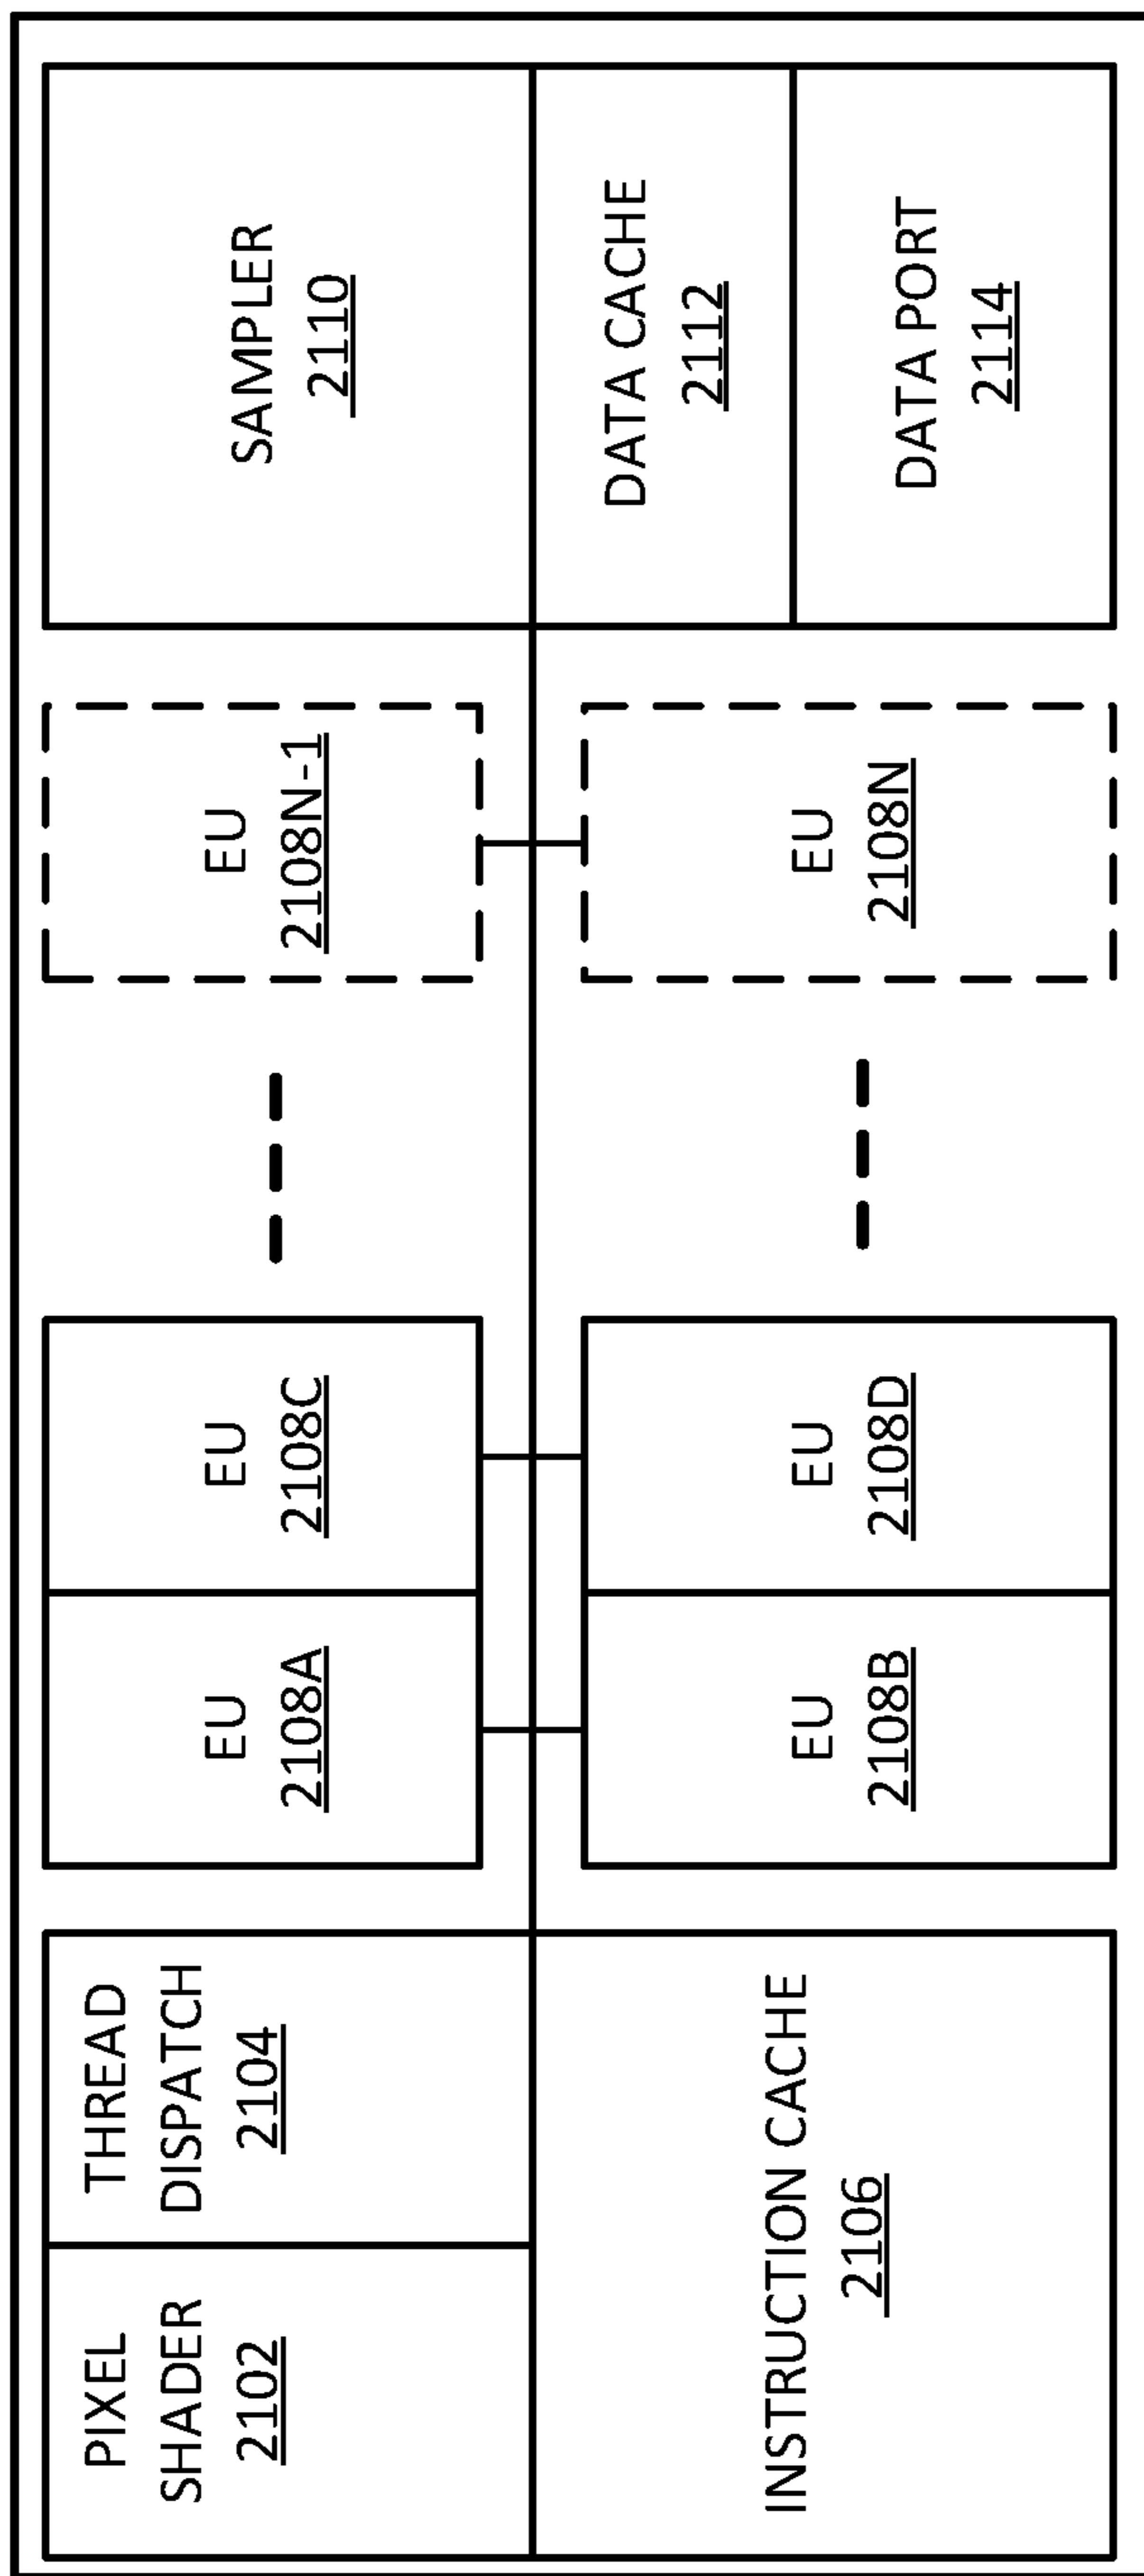 PIXEL
SHADER
2102
THREAD
DISPATCH
2104
INSTRUCTION CACHE
2106
EU
2108A
EU
2108C
EU
2108B
EU
2108D
EU
2108N-1
EU
2108N
SAMPLER
2110
DATA CACHE
2112
DATA PORT
2114